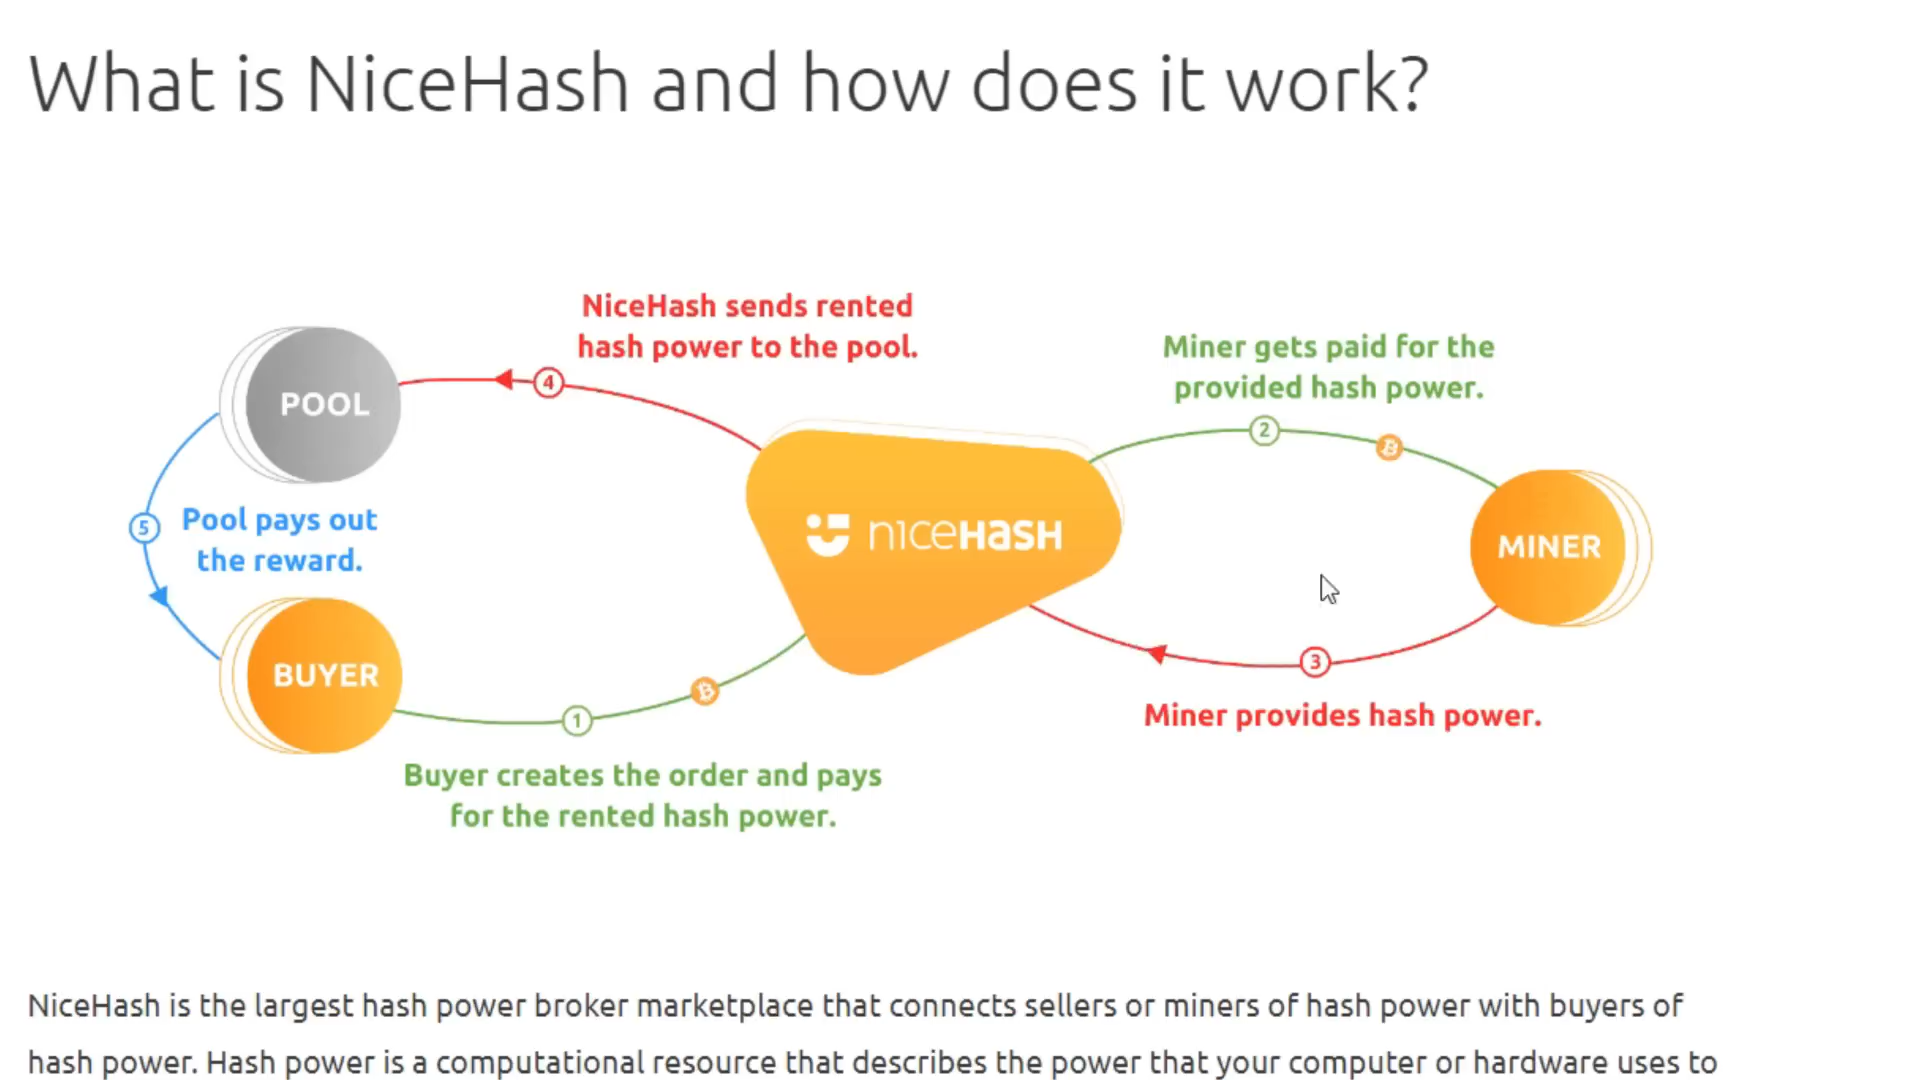 What is NiceHash and how does it work?
NiceHash sends rented
hash power to the pool.
Miner gets paid for the
provided hash power.
4
POOL
2
5
Pool pays out
the reward.
niceHASH
MINER
BUYER
3
1
Miner provides hash power.
Buyer creates the order and pays
for the rented hash power.
NiceHash is the largest hash power broker marketplace that connects sellers or miners of hash power with buyers of
hash power. Hash power is a computational resource that describes the power that your computer or hardware uses to